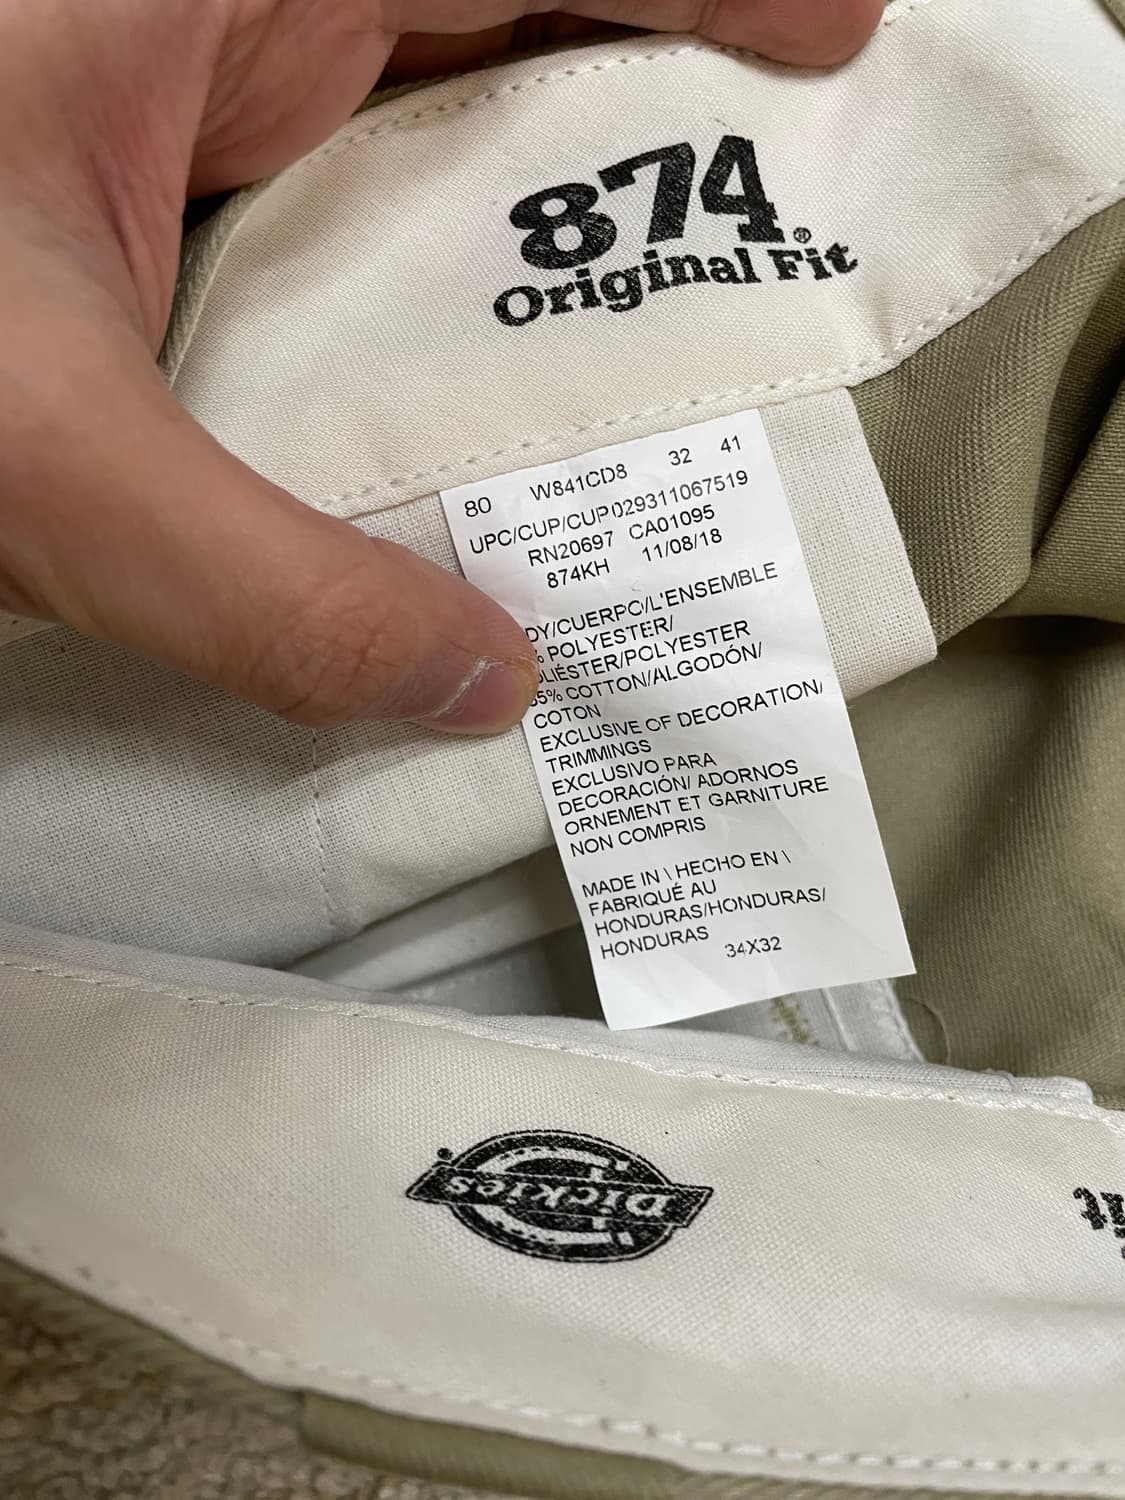 874®
Original Fit
80 W841CD8 32 41
UPC/CUP/CUP029311067519
RN20697 CA01095
874KH 11/08/18
DY/CUERPO/L'ENSEMBLE
% POLYESTER/
LIÉSTER/POLYESTER
35% COTTON/ALGODÓN/
COTON
EXCLUSIVE OF DECORATION/
TRIMMINGS
EXCLUSIVO PARA
DECORACIÓN/ ADORNOS
ORNEMENT ET GARNITURE
NON COMPRIS
MADE IN \ HECHO EN \
FABRIQUÉ AU
HONDURAS/HONDURAS/
HONDURAS 34X32
Dickies
it